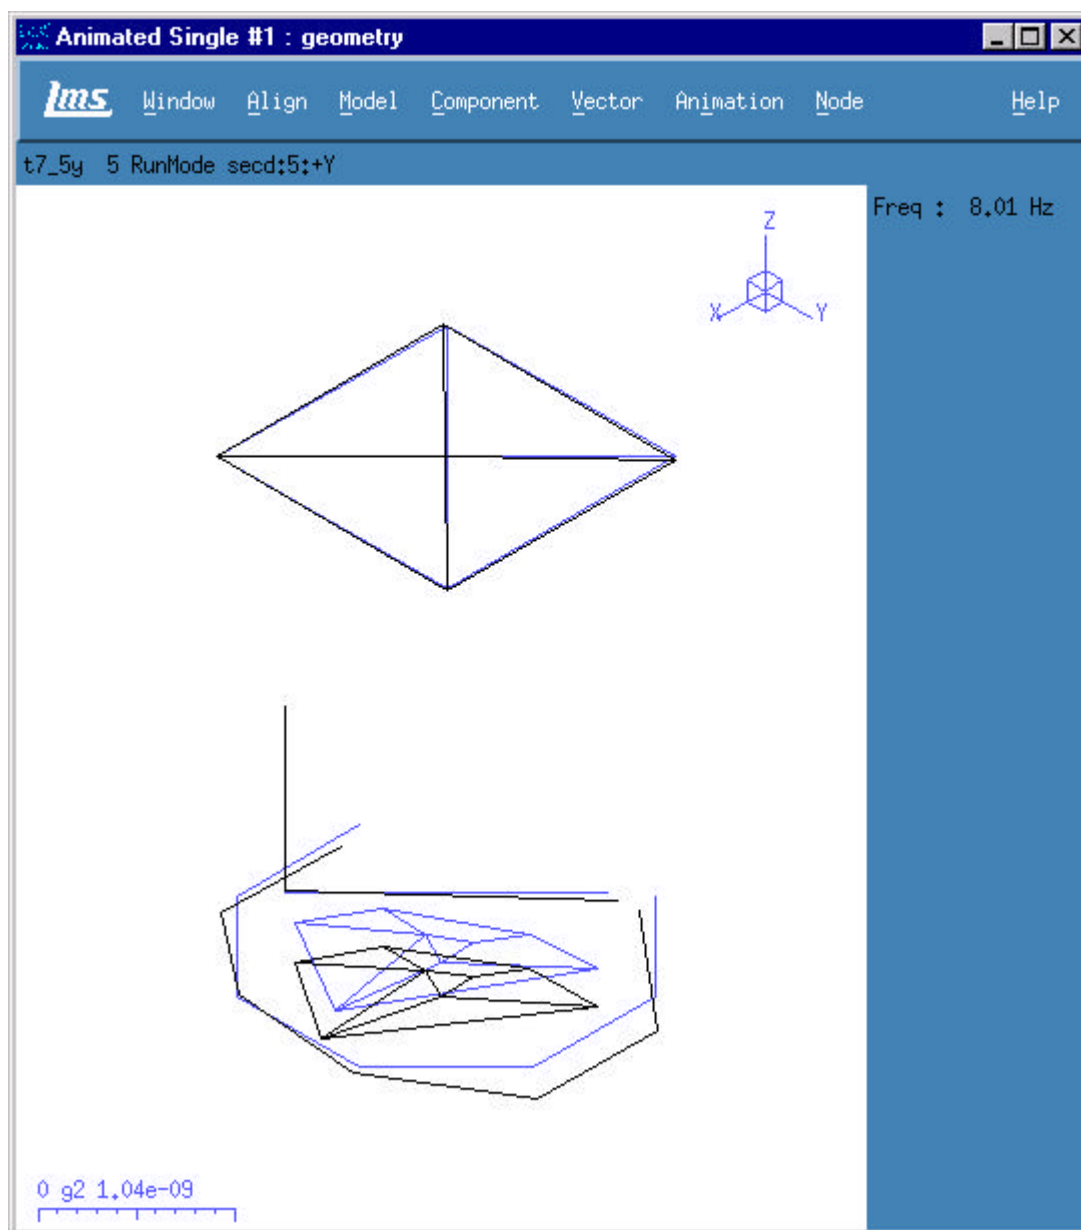 Animated Single #1 : geometry
lms Window Align Model Component Vector Animation Node Help
t7_5y 5 RunMode secd:5:+Y
Freq : 8.01 Hz
Z
X Y
0 g2 1.04e-09